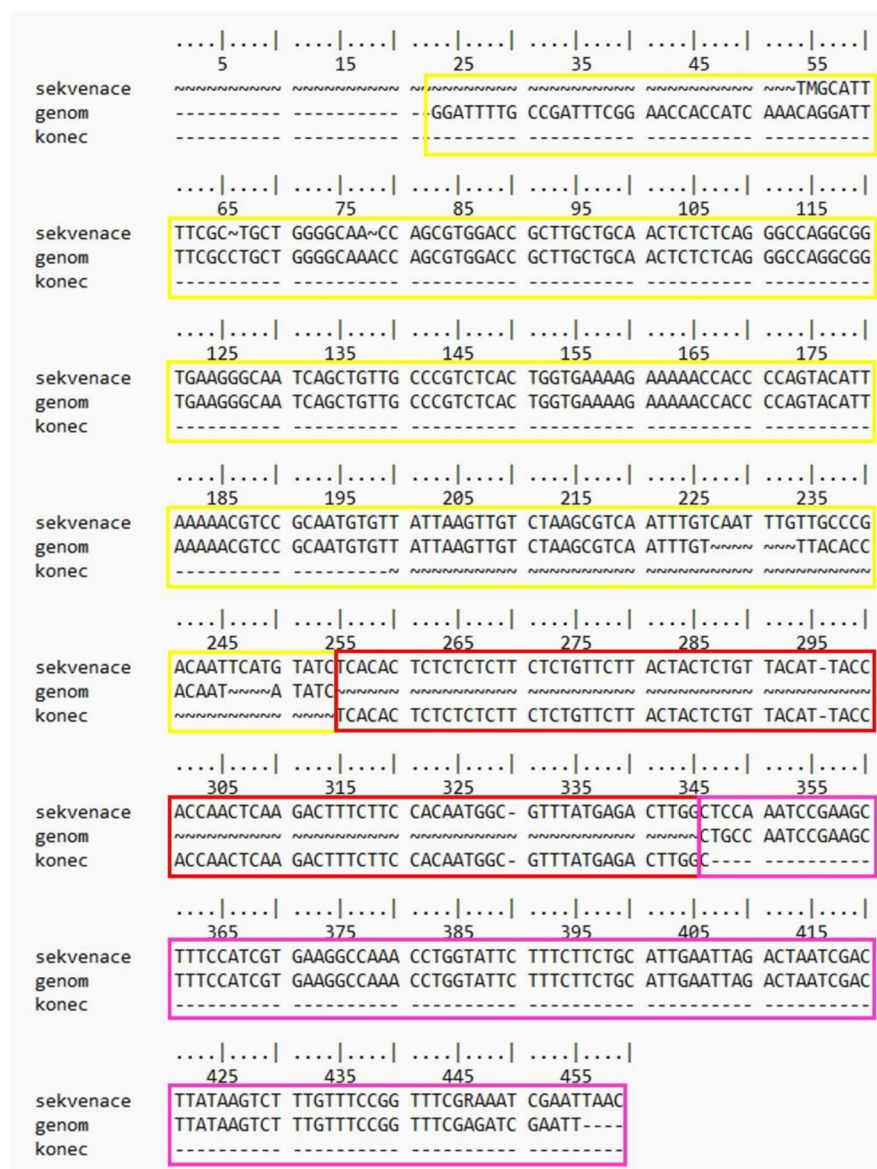 ....|....| ....|....| ....|....| ....|....| ....|....| ....|....|
5 15 25 35 45 55
sekvenace ~~~~~~~~~~ ~~~~~~~~~~ ~~~~~~~~~~ ~~~~~~~~~~ ~~~~~~~~~~ ~~~TMGCATT
genom ---------- ---------- --GGATTTTG CCGATTTCGG AACCACCATC AAACAGGATT
konec ---------- ---------- ---------- ---------- ---------- ----------
....|....| ....|....| ....|....| ....|....| ....|....| ....|....|
65 75 85 95 105 115
sekvenace TTCGC~TGCT GGGGCAA~CC AGCGTGGACC GCTTGCTGCA ACTCTCTCAG GGCCAGGCGG
genom TTCGCCTGCT GGGGCAAACC AGCGTGGACC GCTTGCTGCA ACTCTCTCAG GGCCAGGCGG
konec ---------- ---------- ---------- ---------- ---------- ----------
....|....| ....|....| ....|....| ....|....| ....|....| ....|....|
125 135 145 155 165 175
sekvenace TGAAGGGCAA TCAGCTGTTG CCCGTCTCAC TGGTGAAAAG AAAAACCACC CCAGTACATT
genom TGAAGGGCAA TCAGCTGTTG CCCGTCTCAC TGGTGAAAAG AAAAACCACC CCAGTACATT
konec ---------- ---------- ---------- ---------- ---------- ----------
....|....| ....|....| ....|....| ....|....| ....|....| ....|....|
185 195 205 215 225 235
sekvenace AAAAACGTCC GCAATGTGTT ATTAAGTTGT CTAAGCGTCA ATTTGTCAAT TTGTTGCCCG
genom AAAAACGTCC GCAATGTGTT ATTAAGTTGT CTAAGCGTCA ATTTGT~~~~ ~~~TTACACC
konec ---------- ---------~ ~~~~~~~~~~ ~~~~~~~~~~ ~~~~~~~~~~ ~~~~~~~~~~
....|....| ....|....| ....|....| ....|....| ....|....| ....|....|
245 255 265 275 285 295
sekvenace ACAATTCATG TATCTCACAC TCTCTCTCTT CTCTGTTCTT ACTACTCTGT TACAT-TACC
genom ACAAT~~~~A TATC~~~~~~ ~~~~~~~~~~ ~~~~~~~~~~ ~~~~~~~~~~ ~~~~~~~~~~
konec ~~~~~~~~~~ ~~~~TCACAC TCTCTCTCTT CTCTGTTCTT ACTACTCTGT TACAT-TACC
....|....| ....|....| ....|....| ....|....| ....|....| ....|....|
305 315 325 335 345 355
sekvenace ACCAACTCAA GACTTTCTTC CACAATGGC- GTTTATGAGA CTTGGCTCCA AATCCGAAGC
genom ~~~~~~~~~~ ~~~~~~~~~~ ~~~~~~~~~~ ~~~~~~~~~~ ~~~~~CTGCC AATCCGAAGC
konec ACCAACTCAA GACTTTCTTC CACAATGGC- GTTTATGAGA CTTGGC---- ----------
....|....| ....|....| ....|....| ....|....| ....|....| ....|....|
365 375 385 395 405 415
sekvenace TTTCCATCGT GAAGGCCAAA CCTGGTATTC TTTCTTCTGC ATTGAATTAG ACTAATCGAC
genom TTTCCATCGT GAAGGCCAAA CCTGGTATTC TTTCTTCTGC ATTGAATTAG ACTAATCGAC
konec ---------- ---------- ---------- ---------- ---------- ----------
....|....| ....|....| ....|....| ....|....|
425 435 445 455
sekvenace TTATAAGTCT TTGTTTCCGG TTTCGRAAAT CGAATTAAC
genom TTATAAGTCT TTGTTTCCGG TTTCGAGATC GAATT----
konec ---------- ---------- ---------- ---------